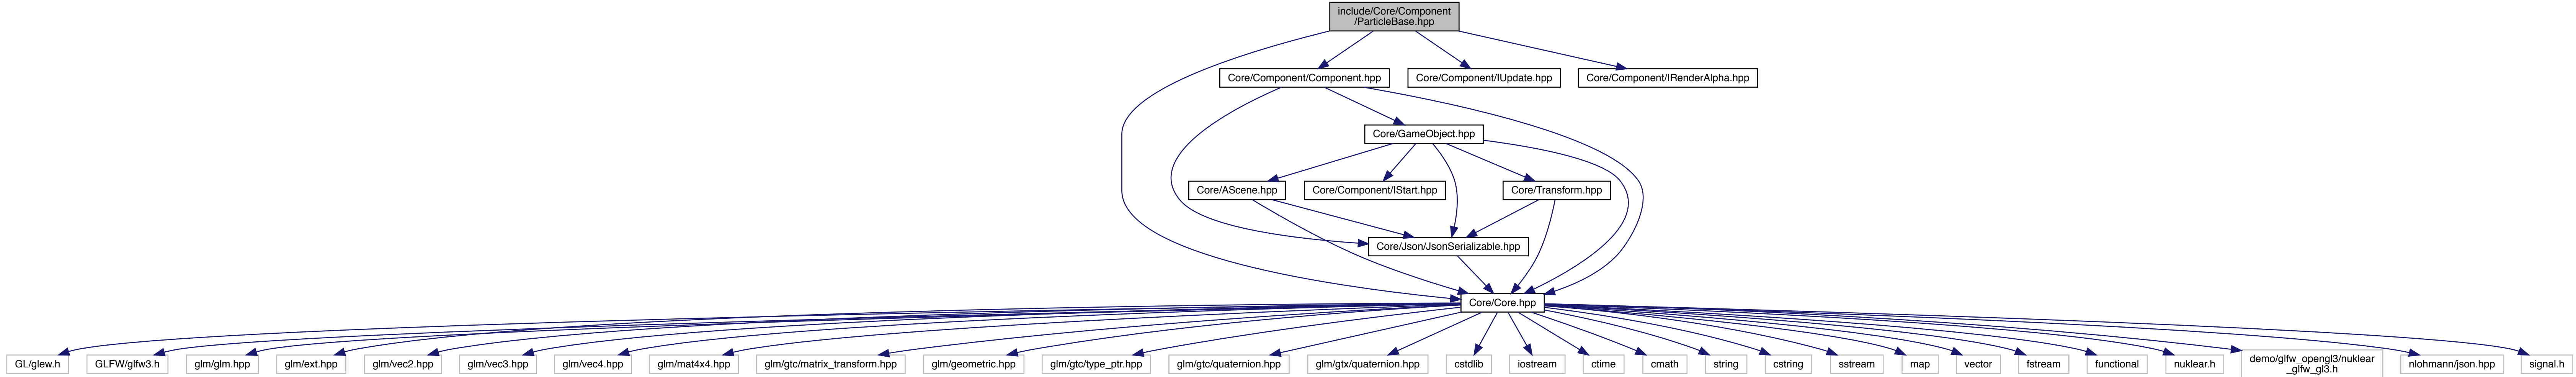 include/Core/Component
/ParticleBase.hpp
Core/Component/Component.hpp
Core/Component/IUpdate.hpp
Core/Component/IRenderAlpha.hpp
Core/GameObject.hpp
Core/AScene.hpp
Core/Component/IStart.hpp
Core/Transform.hpp
Core/Json/JsonSerializable.hpp
Core/Core.hpp
GL/glew.h
GLFW/glfw3.h
glm/glm.hpp
glm/ext.hpp
glm/vec2.hpp
glm/vec3.hpp
glm/vec4.hpp
glm/mat4x4.hpp
glm/gtc/matrix_transform.hpp
glm/geometric.hpp
glm/gtc/type_ptr.hpp
glm/gtc/quaternion.hpp
glm/gtx/quaternion.hpp
cstdlib
iostream
ctime
cmath
string
cstring
sstream
map
vector
fstream
functional
nuklear.h
demo/glfw_opengl3/nuklear
_glfw_gl3.h
nlohmann/json.hpp
signal.h